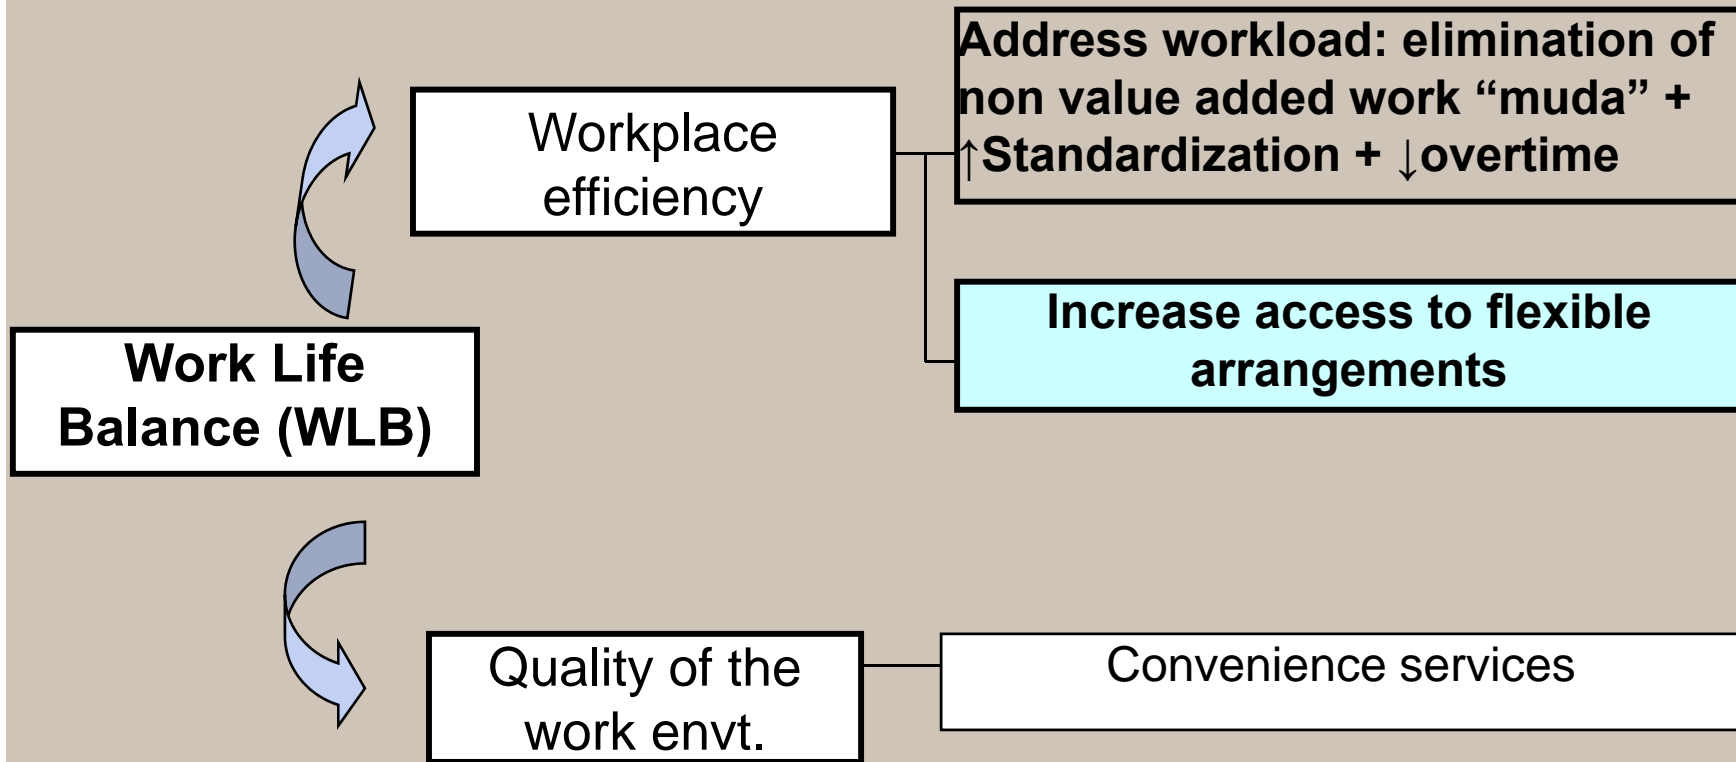 Address workload: elimination of
non value added work “muda” +
↑Standardization + ↓overtime
Workplace
efficiency
Increase access to flexible
arrangements
Work Life
Balance (WLB)
Quality of the
work envt.
Convenience services